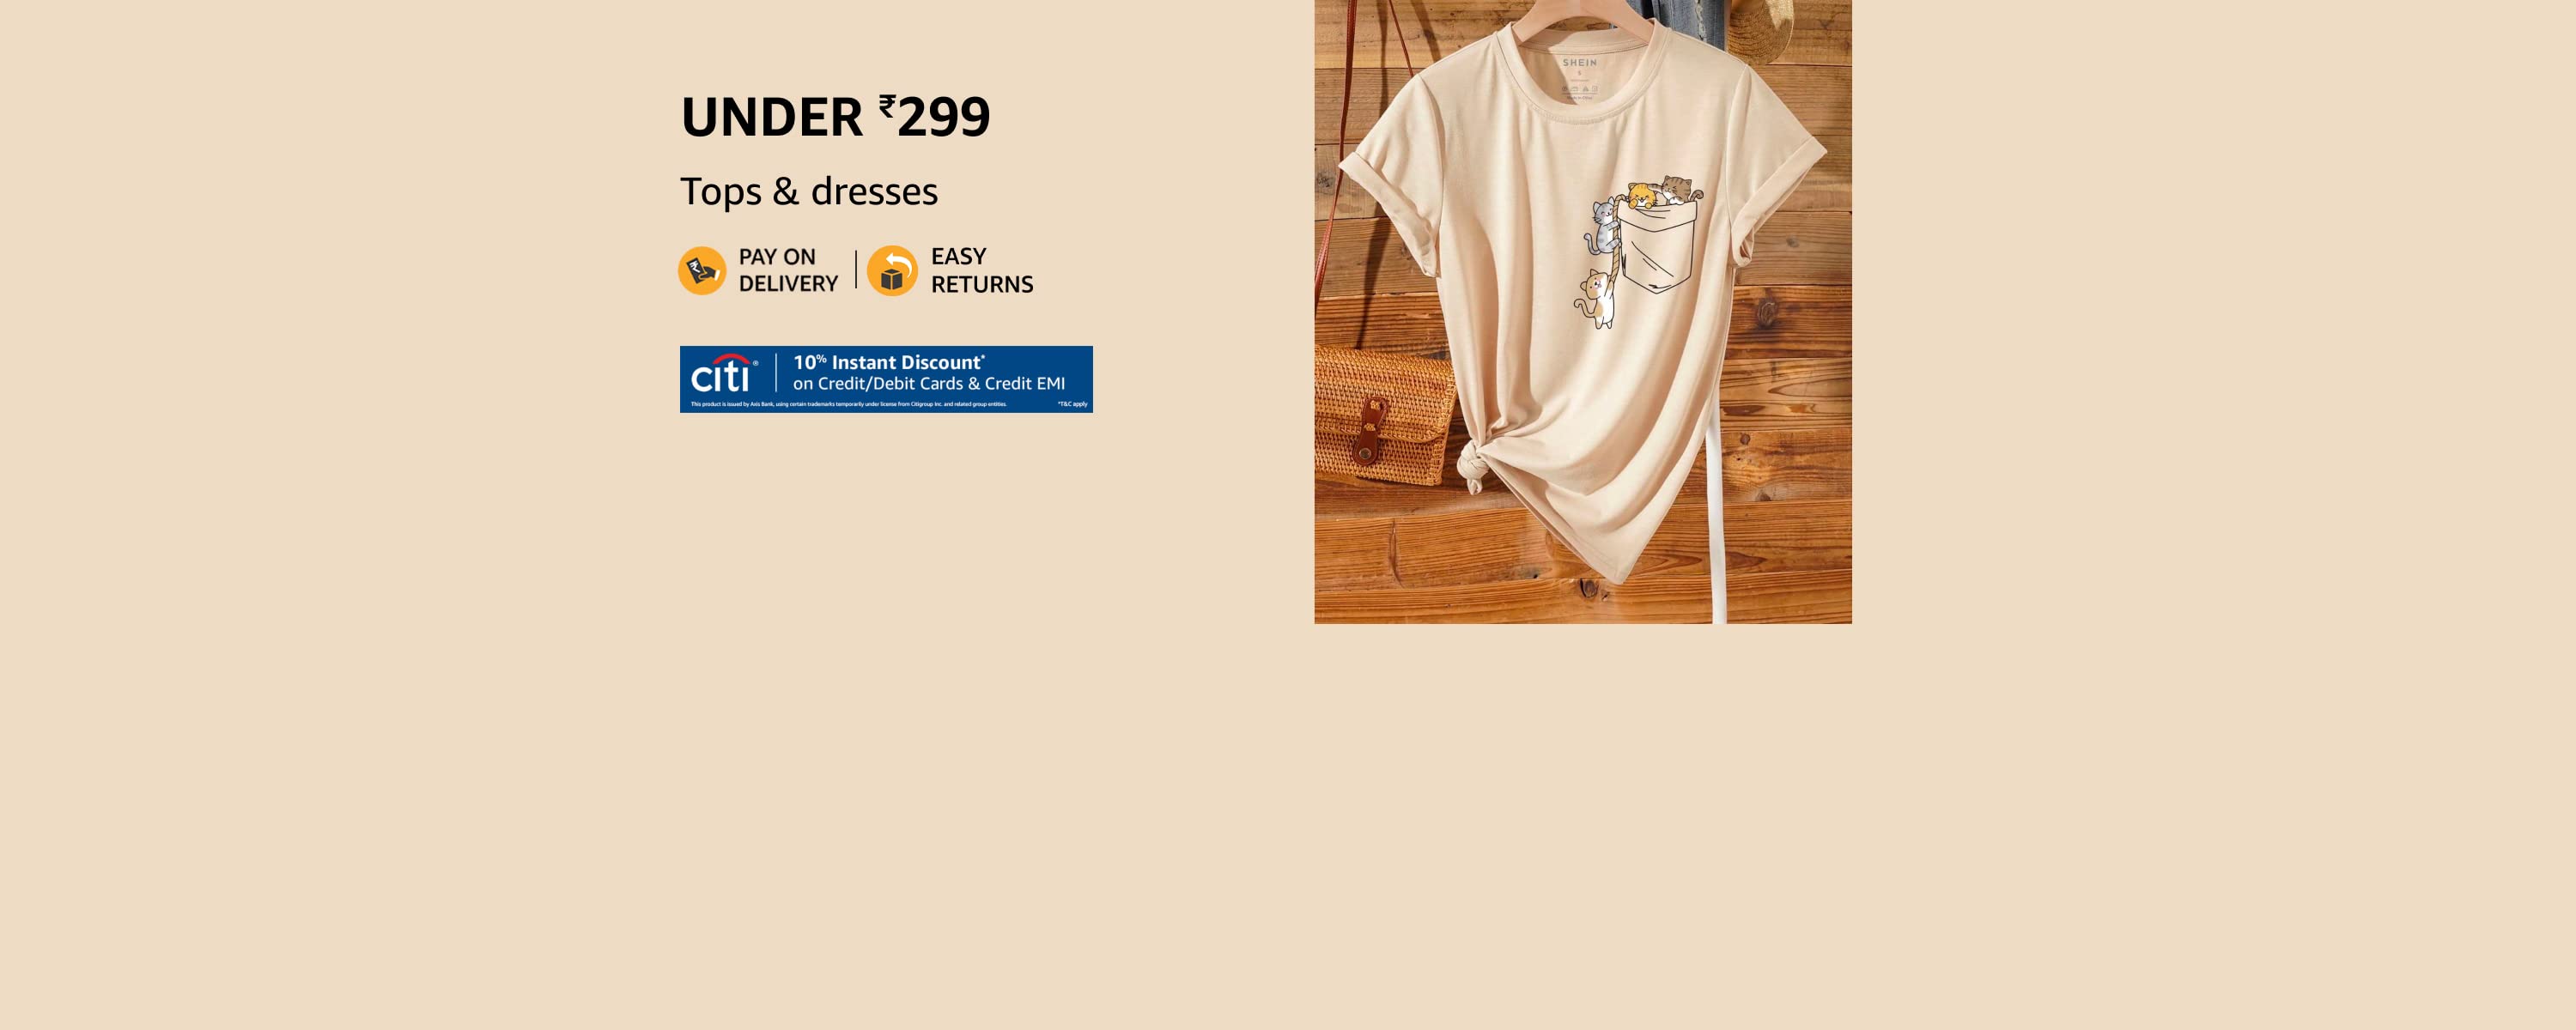 UNDER ₹299
Tops & dresses
PAY ON
DELIVERY
EASY
RETURNS
citi®
10% Instant Discount*
on Credit/Debit Cards & Credit EMI
This product is issued by Axis Bank, using certain trademarks temporarily under license from Citigroup Inc. and related group entities.
*T&C apply
SHEIN